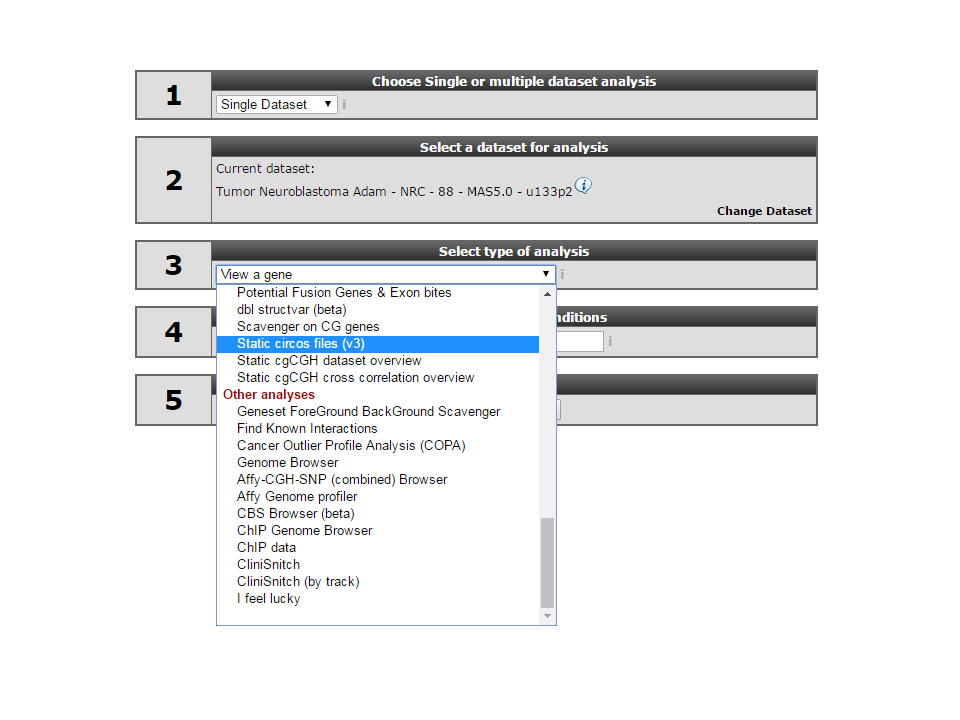 1
Choose Single or multiple dataset analysis
Single Dataset
2
Select a dataset for analysis
Current dataset:
Tumor Neuroblastoma Adam - NRC - 88 - MAS5.0 - u133p2
Change Dataset
3
Select type of analysis
View a gene
Potential Fusion Genes & Exon bites
dbl structvar (beta)
Scavenger on CG genes
Static circos files (v3)
Static cgCGH dataset overview
Static cgCGH cross correlation overview
Other analyses
Geneset ForeGround BackGround Scavenger
Find Known Interactions
Cancer Outlier Profile Analysis (COPA)
Genome Browser
Affy-CGH-SNP (combined) Browser
Affy Genome profiler
CBS Browser (beta)
ChIP Genome Browser
ChIP data
CliniSnitch
CliniSnitch (by track)
I feel lucky
4
5